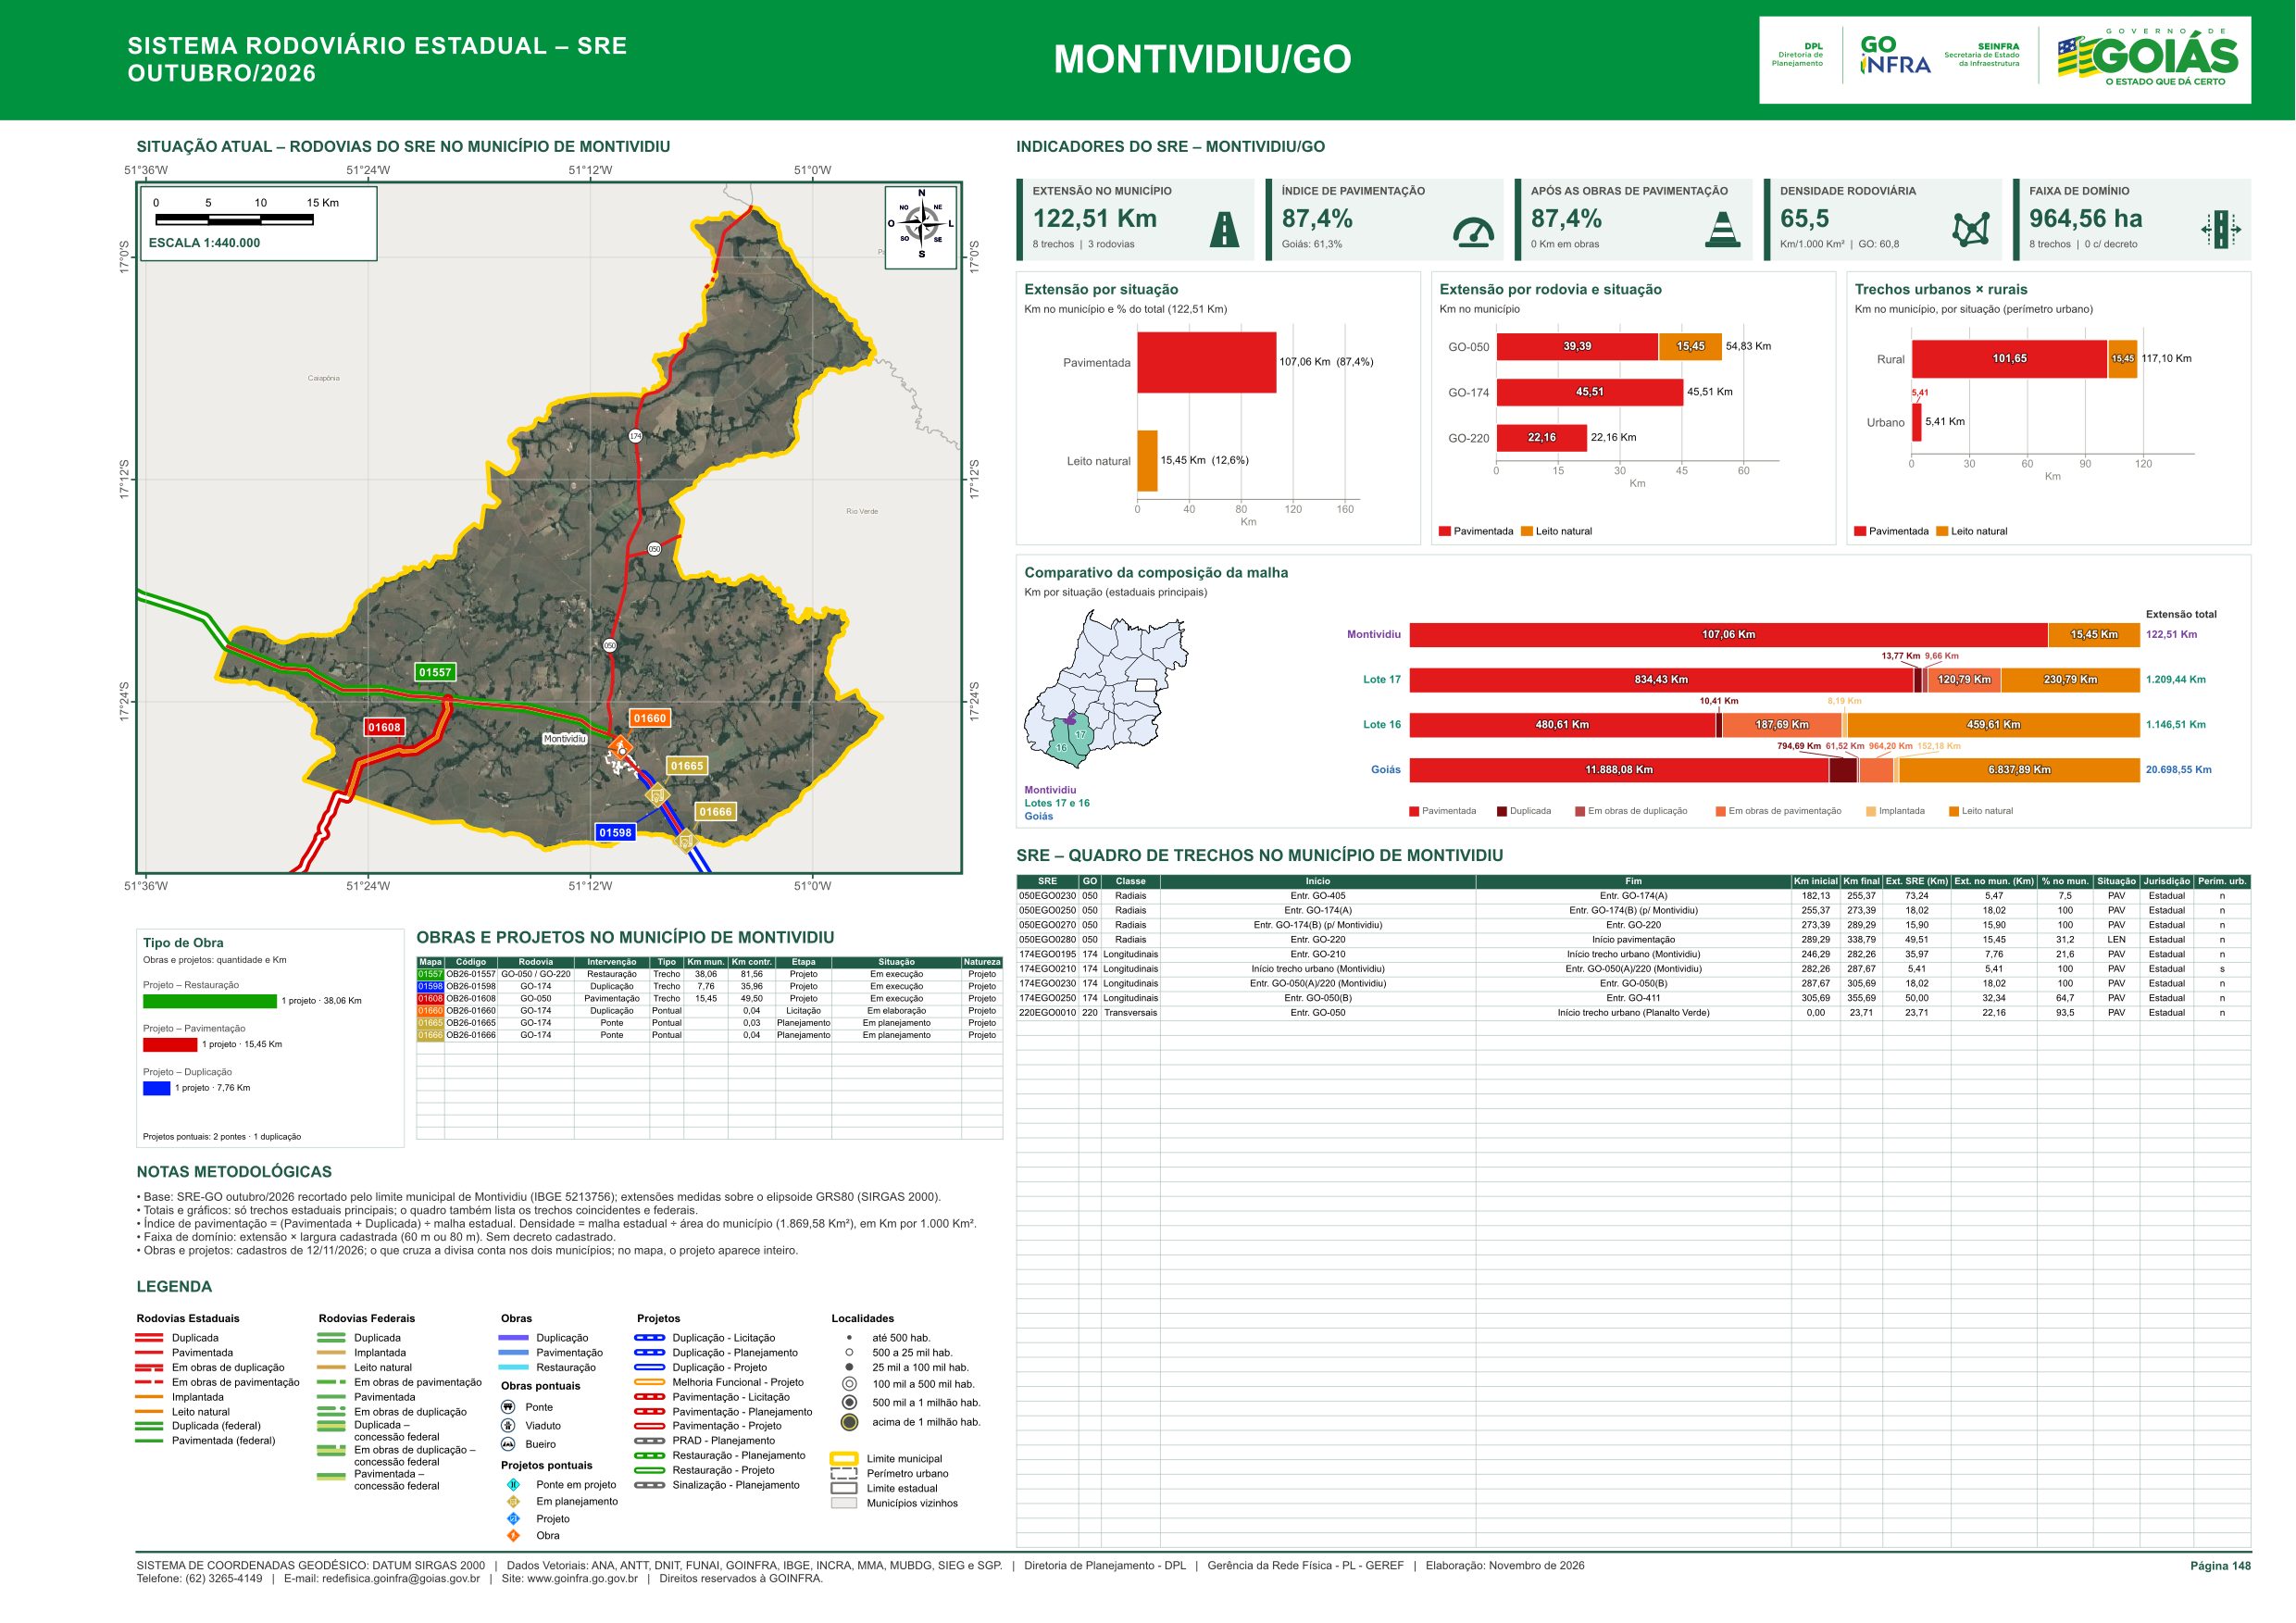 SISTEMA RODOVIÁRIO ESTADUAL – SRE
OUTUBRO/2026
MONTIVIDIU/GO
DPL
Diretoria de
Planejamento
GO
iNFRA
SEINFRA
Secretaria de Estado
da Infraestrutura
GOVERNO DE
GOIÁS
O ESTADO QUE DÁ CERTO
SITUAÇÃO ATUAL – RODOVIAS DO SRE NO MUNICÍPIO DE MONTIVIDIU
51°36'W 51°24'W 51°12'W 51°0'W
0 5 10 15 Km
ESCALA 1:440.000
N
NO NE
O L
SO SE
S
17°0'S 17°0'S
Caiapônia
174
17°12'S 17°12'S
Rio Verde
050
050
01557
17°24'S 17°24'S
01660
01608
Montividiu
01665
01666
01598
51°36'W 51°24'W 51°12'W 51°0'W
Tipo de Obra
Obras e projetos: quantidade e Km
Projeto – Restauração
1 projeto · 38,06 Km
Projeto – Pavimentação
1 projeto · 15,45 Km
Projeto – Duplicação
1 projeto · 7,76 Km
Projetos pontuais: 2 pontes · 1 duplicação
OBRAS E PROJETOS NO MUNICÍPIO DE MONTIVIDIU
Mapa Código Rodovia Intervenção Tipo Km mun. Km contr. Etapa Situação Natureza
01557 OB26-01557 GO-050 / GO-220 Restauração Trecho 38,06 81,56 Projeto Em execução Projeto
01598 OB26-01598 GO-174 Duplicação Trecho 7,76 35,96 Projeto Em execução Projeto
01608 OB26-01608 GO-050 Pavimentação Trecho 15,45 49,50 Projeto Em execução Projeto
01660 OB26-01660 GO-174 Duplicação Pontual 0,04 Licitação Em elaboração Projeto
01665 OB26-01665 GO-174 Ponte Pontual 0,03 Planejamento Em planejamento Projeto
01666 OB26-01666 GO-174 Ponte Pontual 0,04 Planejamento Em planejamento Projeto
NOTAS METODOLÓGICAS
• Base: SRE-GO outubro/2026 recortado pelo limite municipal de Montividiu (IBGE 5213756); extensões medidas sobre o elipsoide GRS80 (SIRGAS 2000).
• Totais e gráficos: só trechos estaduais principais; o quadro também lista os trechos coincidentes e federais.
• Índice de pavimentação = (Pavimentada + Duplicada) ÷ malha estadual. Densidade = malha estadual ÷ área do município (1.869,58 Km²), em Km por 1.000 Km².
• Faixa de domínio: extensão × largura cadastrada (60 m ou 80 m). Sem decreto cadastrado.
• Obras e projetos: cadastros de 12/11/2026; o que cruza a divisa conta nos dois municípios; no mapa, o projeto aparece inteiro.
LEGENDA
Rodovias Estaduais
Duplicada
Pavimentada
Em obras de duplicação
Em obras de pavimentação
Implantada
Leito natural
Duplicada (federal)
Pavimentada (federal)
Rodovias Federais
Duplicada
Implantada
Leito natural
Em obras de pavimentação
Pavimentada
Em obras de duplicação
Duplicada –
concessão federal
Em obras de duplicação –
concessão federal
Pavimentada –
concessão federal
Obras
Duplicação
Pavimentação
Restauração
Obras pontuais
Ponte
Viaduto
Bueiro
Projetos pontuais
Ponte em projeto
Em planejamento
Projeto
Obra
Projetos
Duplicação - Licitação
Duplicação - Planejamento
Duplicação - Projeto
Melhoria Funcional - Projeto
Pavimentação - Licitação
Pavimentação - Planejamento
Pavimentação - Projeto
PRAD - Planejamento
Restauração - Planejamento
Restauração - Projeto
Sinalização - Planejamento
Localidades
até 500 hab.
500 a 25 mil hab.
25 mil a 100 mil hab.
100 mil a 500 mil hab.
500 mil a 1 milhão hab.
acima de 1 milhão hab.
Limite municipal
Perímetro urbano
Limite estadual
Municípios vizinhos
INDICADORES DO SRE – MONTIVIDIU/GO
EXTENSÃO NO MUNICÍPIO
122,51 Km
8 trechos | 3 rodovias
ÍNDICE DE PAVIMENTAÇÃO
87,4%
Goiás: 61,3%
APÓS AS OBRAS DE PAVIMENTAÇÃO
87,4%
0 Km em obras
DENSIDADE RODOVIÁRIA
65,5
Km/1.000 Km² | GO: 60,8
FAIXA DE DOMÍNIO
964,56 ha
8 trechos | 0 c/ decreto
Extensão por situação
Km no município e % do total (122,51 Km)
Pavimentada 107,06 Km (87,4%)
Leito natural 15,45 Km (12,6%)
0 40 80 120 160
Km
Extensão por rodovia e situação
Km no município
GO-050 39,39 15,45 54,83 Km
GO-174 45,51 45,51 Km
GO-220 22,16 22,16 Km
0 15 30 45 60
Km
Pavimentada Leito natural
Trechos urbanos × rurais
Km no município, por situação (perímetro urbano)
Rural 101,65 15,45 117,10 Km
5,41
Urbano 5,41 Km
0 30 60 90 120
Km
Pavimentada Leito natural
Comparativo da composição da malha
Km por situação (estaduais principais)
16 17
Montividiu
Lotes 17 e 16
Goiás
Extensão total
Montividiu 107,06 Km 15,45 Km 122,51 Km
13,77 Km 9,66 Km
Lote 17 834,43 Km 120,79 Km 230,79 Km 1.209,44 Km
10,41 Km 8,19 Km
Lote 16 480,61 Km 187,69 Km 459,61 Km 1.146,51 Km
794,69 Km 61,52 Km 964,20 Km 152,18 Km
Goiás 11.888,08 Km 6.837,89 Km 20.698,55 Km
Pavimentada Duplicada Em obras de duplicação Em obras de pavimentação Implantada Leito natural
SRE – QUADRO DE TRECHOS NO MUNICÍPIO DE MONTIVIDIU
SRE GO Classe Início Fim Km inicial Km final Ext. SRE (Km) Ext. no mun. (Km) % no mun. Situação Jurisdição Perím. urb.
050EGO0230 050 Radiais Entr. GO-405 Entr. GO-174(A) 182,13 255,37 73,24 5,47 7,5 PAV Estadual n
050EGO0250 050 Radiais Entr. GO-174(A) Entr. GO-174(B) (p/ Montividiu) 255,37 273,39 18,02 18,02 100 PAV Estadual n
050EGO0270 050 Radiais Entr. GO-174(B) (p/ Montividiu) Entr. GO-220 273,39 289,29 15,90 15,90 100 PAV Estadual n
050EGO0280 050 Radiais Entr. GO-220 Início pavimentação 289,29 338,79 49,51 15,45 31,2 LEN Estadual n
174EGO0195 174 Longitudinais Entr. GO-210 Início trecho urbano (Montividiu) 246,29 282,26 35,97 7,76 21,6 PAV Estadual n
174EGO0210 174 Longitudinais Início trecho urbano (Montividiu) Entr. GO-050(A)/220 (Montividiu) 282,26 287,67 5,41 5,41 100 PAV Estadual s
174EGO0230 174 Longitudinais Entr. GO-050(A)/220 (Montividiu) Entr. GO-050(B) 287,67 305,69 18,02 18,02 100 PAV Estadual n
174EGO0250 174 Longitudinais Entr. GO-050(B) Entr. GO-411 305,69 355,69 50,00 32,34 64,7 PAV Estadual n
220EGO0010 220 Transversais Entr. GO-050 Início trecho urbano (Planalto Verde) 0,00 23,71 23,71 22,16 93,5 PAV Estadual n
SISTEMA DE COORDENADAS GEODÉSICO: DATUM SIRGAS 2000 | Dados Vetoriais: ANA, ANTT, DNIT, FUNAI, GOINFRA, IBGE, INCRA, MMA, MUBDG, SIEG e SGP. | Diretoria de Planejamento - DPL | Gerência da Rede Física - PL - GEREF | Elaboração: Novembro de 2026
Página 148
Telefone: (62) 3265-4149 | E-mail: redefisica.goinfra@goias.gov.br | Site: www.goinfra.go.gov.br | Direitos reservados à GOINFRA.